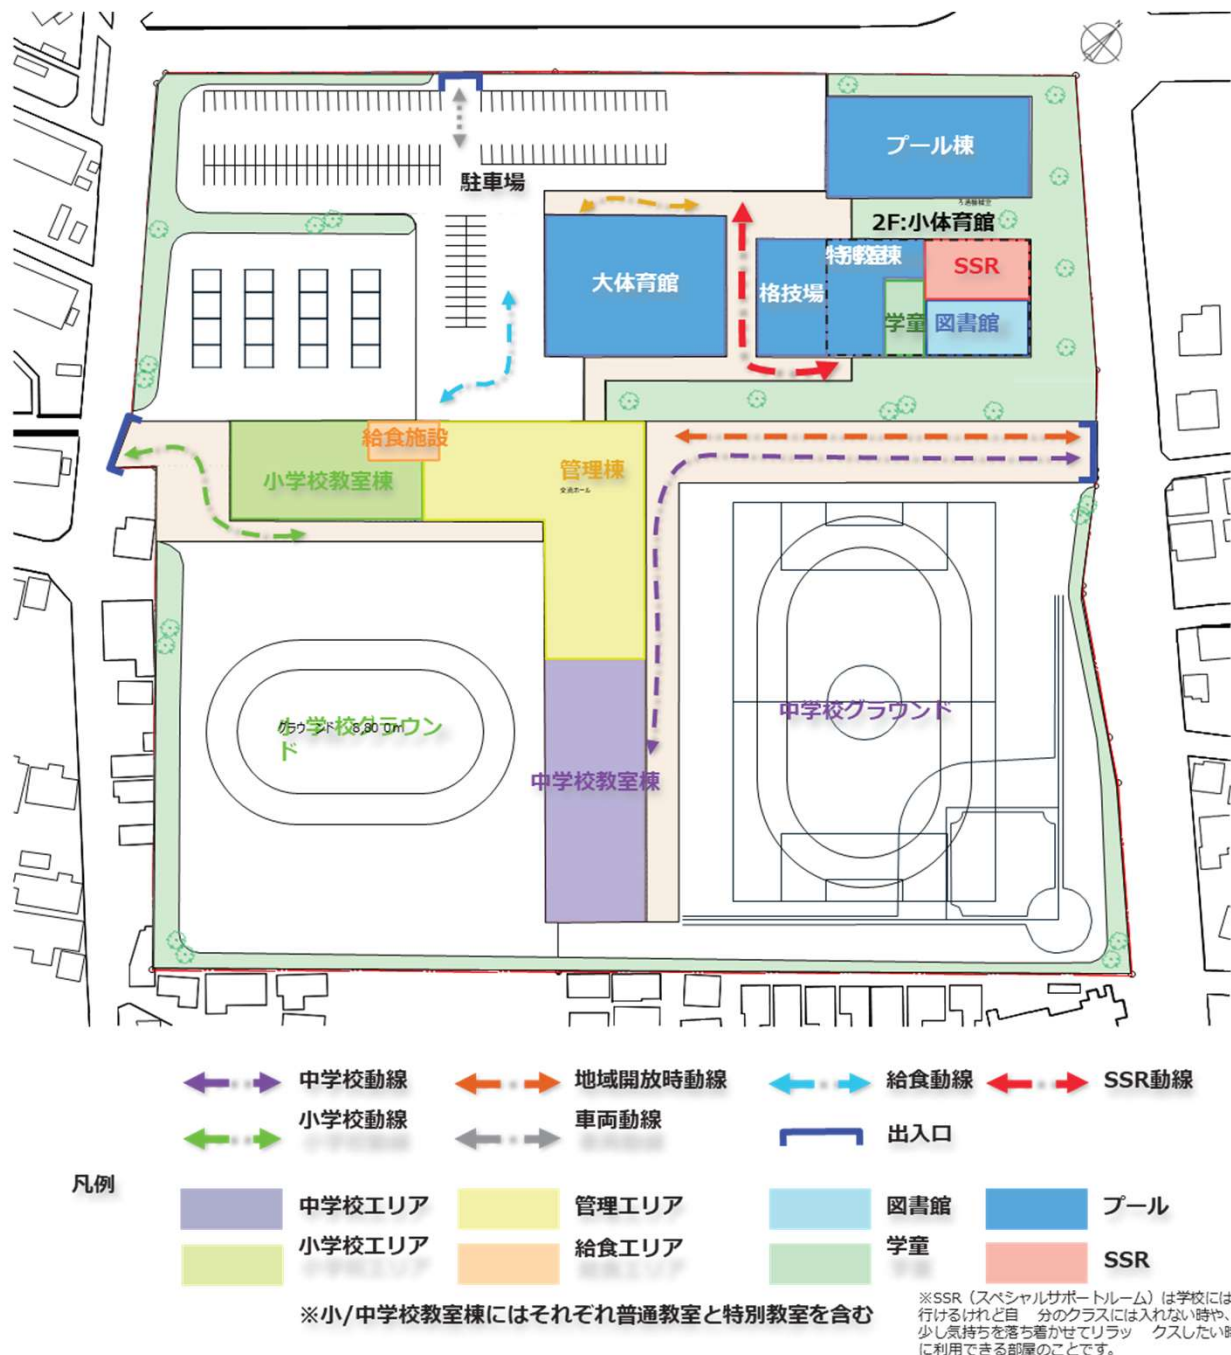 プール棟
駐車場
2F:小体育館
大体育館
格技場
特別教室棟
SSR
学童
図書館
給食施設
小学校教室棟
管理棟
交流ホール
小学校グラウンド
グラウンド 8,800㎡
中学校グラウンド
中学校教室棟
中学校動線
地域開放時動線
給食動線
SSR動線
小学校動線
車両動線
出入口
凡例
中学校エリア
管理エリア
図書館
プール
小学校エリア
給食エリア
学童
SSR
※小/中学校教室棟にはそれぞれ普通教室と特別教室を含む
※SSR（スペシャルサポートルーム）は学校には
行けるけれど自 分のクラスには入れない時や、
少し気持ちを落ち着かせてリラッ クスしたい時
に利用できる部屋のことです。